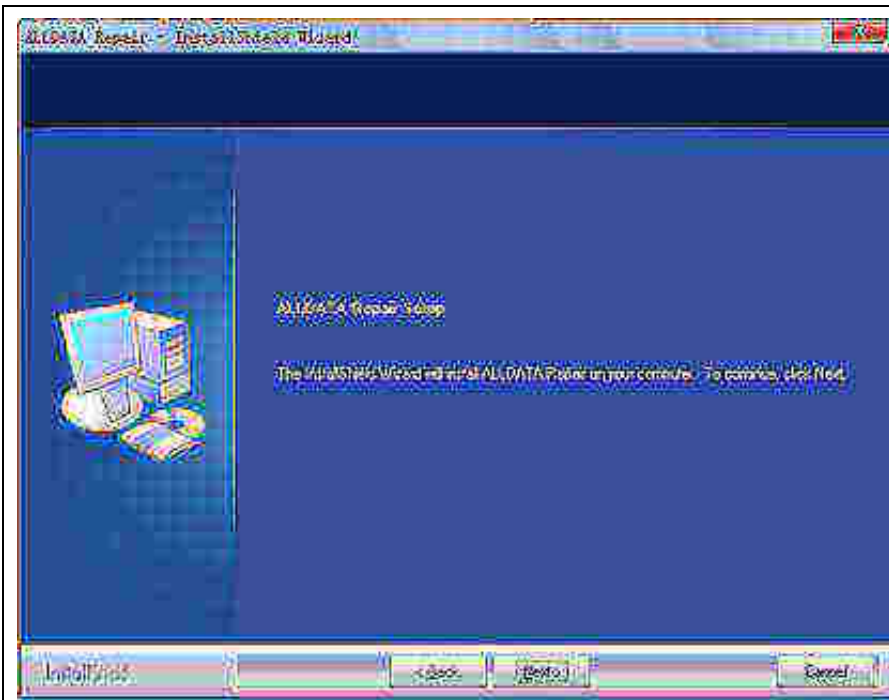 ALLDATA Repair - InstallShield Wizard
ALLDATA Repair Setup
The InstallShield Wizard will install ALLDATA Repair on your computer. To continue, click Next.
InstallShield
< Back
Next >
Cancel